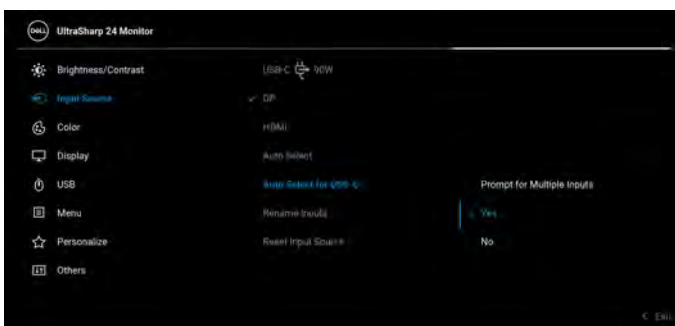 DELL
UltraSharp 24 Monitor
Brightness/Contrast
Input Source
Color
Display
USB
Menu
Personalize
Others
USB-C 90W
DP
HDMI
Auto Select
Auto Select for USB-C
Rename Inputs
Reset Input Source
Prompt for Multiple Inputs
Yes
No
Exit